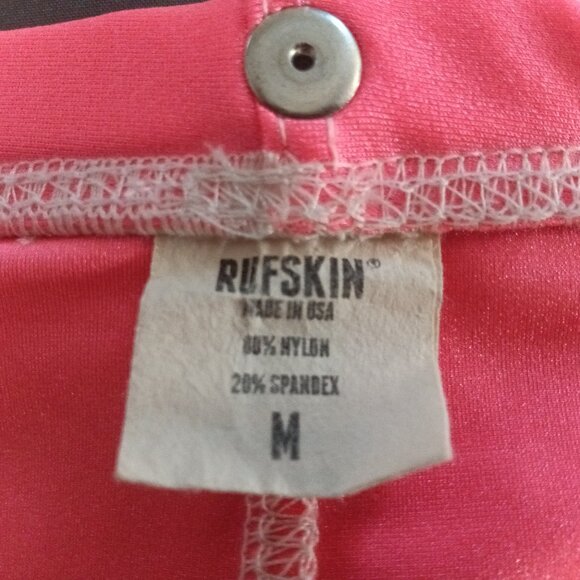 RUFSKIN®
MADE IN USA
80% NYLON
20% SPANDEX
M